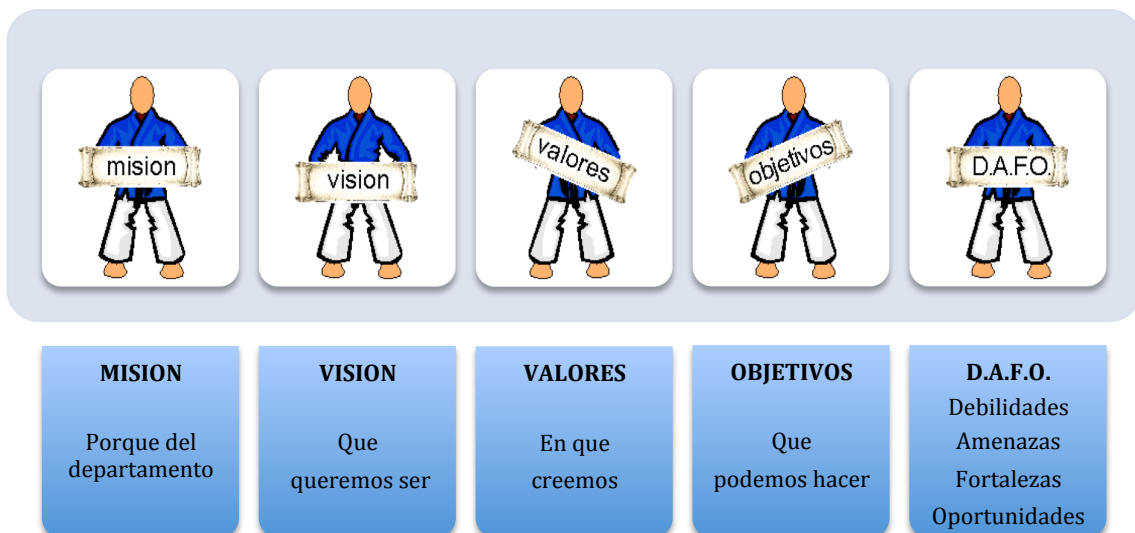 mision
vision
valores
objetivos
D.A.F.O.
MISION
Porque del
departamento
VISION
Que
queremos ser
VALORES
En que
creemos
OBJETIVOS
Que
podemos hacer
D.A.F.O.
Debilidades
Amenazas
Fortalezas
Oportunidades